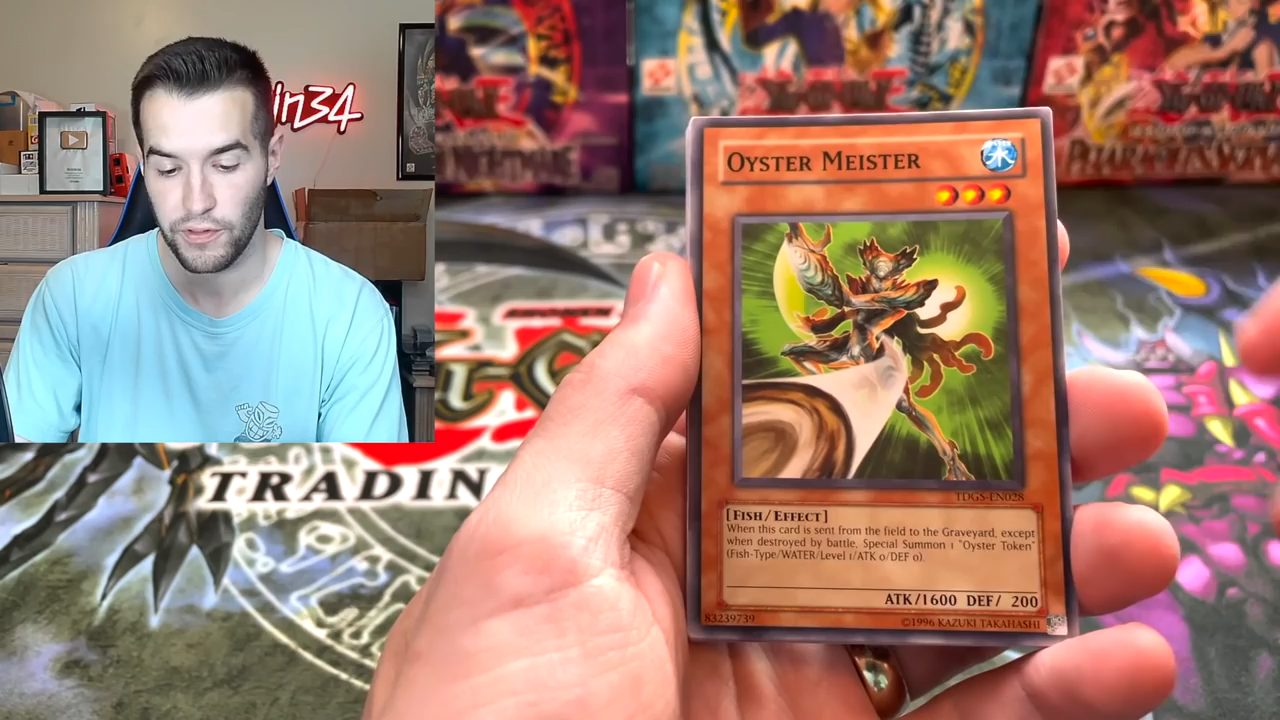 in34
OYSTER MEISTER
水
TDGS-EN028
[FISH/EFFECT]
When this card is sent from the field to the Graveyard, except
when destroyed by battle, Special Summon 1 "Oyster Token"
(Fish-Type/WATER/Level 1/ATK 0/DEF 0).
ATK/1600 DEF/ 200
83239739
©1996 KAZUKI TAKAHASHI
TRADIN